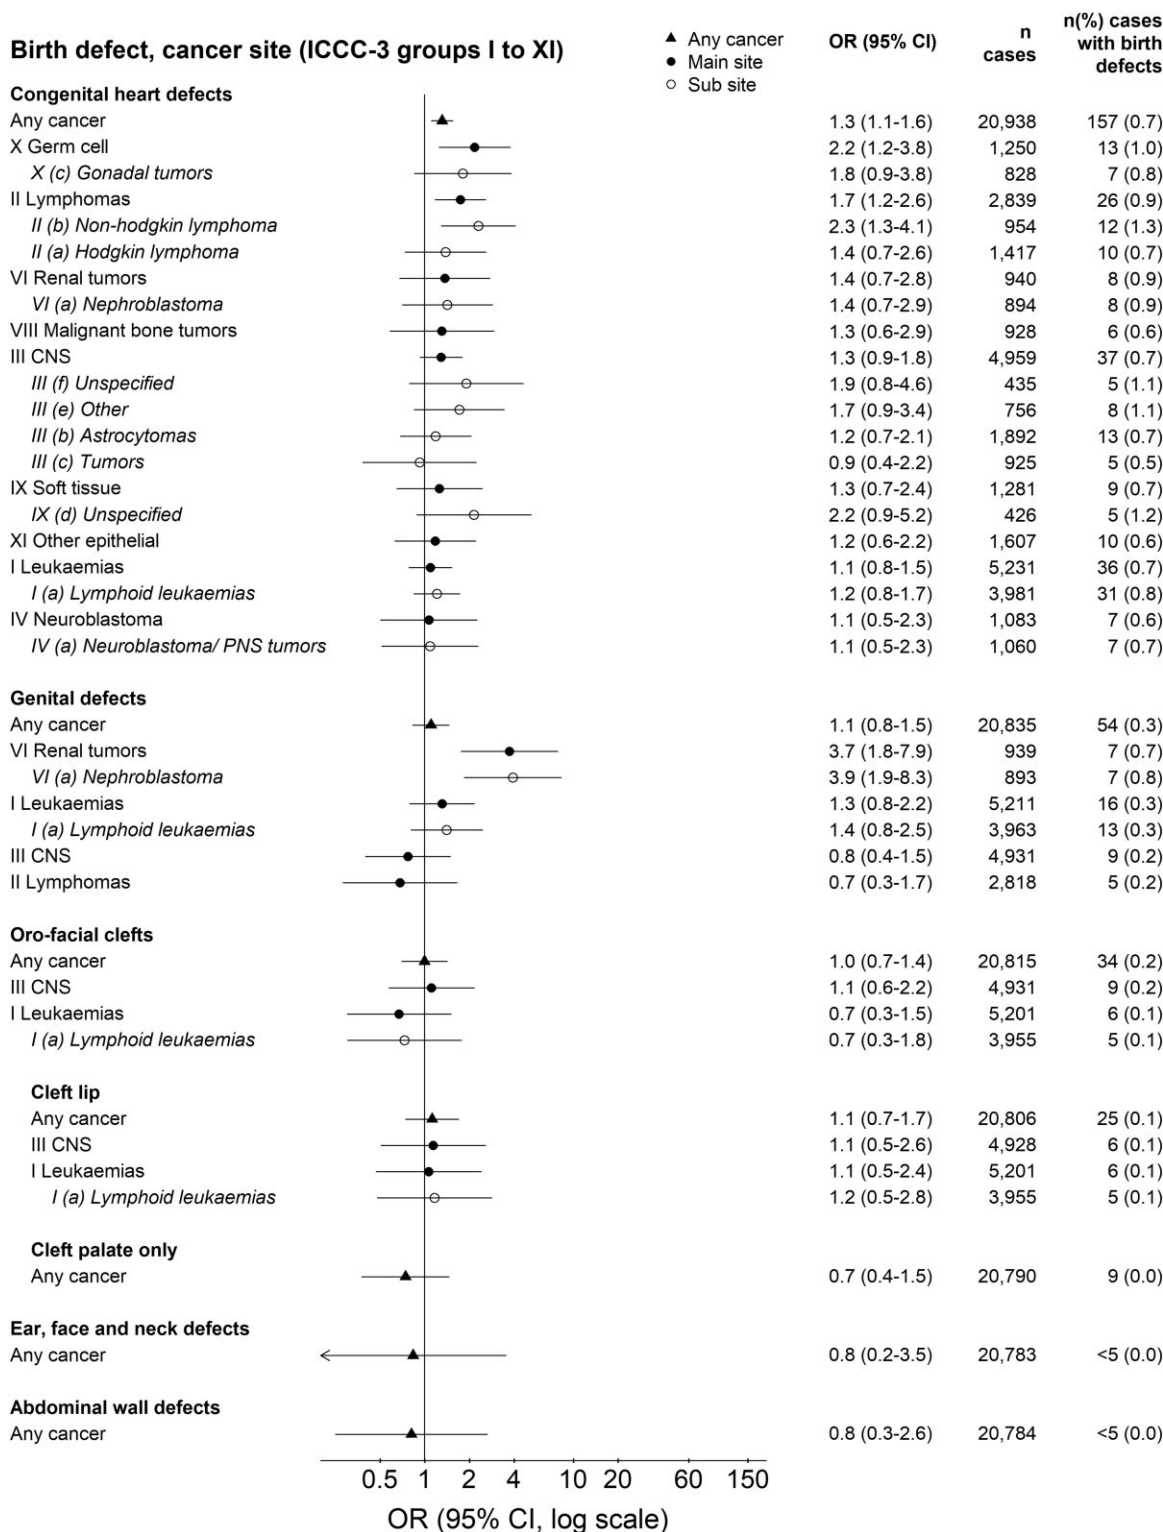 Birth defect, cancer site (ICCC-3 groups I to XI)
▲ Any cancer
● Main site
○ Sub site
OR (95% CI)
n
cases
n(%) cases
with birth
defects
Congenital heart defects
Any cancer 1.3 (1.1-1.6) 20,938 157 (0.7)
X Germ cell 2.2 (1.2-3.8) 1,250 13 (1.0)
X (c) Gonadal tumors 1.8 (0.9-3.8) 828 7 (0.8)
II Lymphomas 1.7 (1.2-2.6) 2,839 26 (0.9)
II (b) Non-hodgkin lymphoma 2.3 (1.3-4.1) 954 12 (1.3)
II (a) Hodgkin lymphoma 1.4 (0.7-2.6) 1,417 10 (0.7)
VI Renal tumors 1.4 (0.7-2.8) 940 8 (0.9)
VI (a) Nephroblastoma 1.4 (0.7-2.9) 894 8 (0.9)
VIII Malignant bone tumors 1.3 (0.6-2.9) 928 6 (0.6)
III CNS 1.3 (0.9-1.8) 4,959 37 (0.7)
III (f) Unspecified 1.9 (0.8-4.6) 435 5 (1.1)
III (e) Other 1.7 (0.9-3.4) 756 8 (1.1)
III (b) Astrocytomas 1.2 (0.7-2.1) 1,892 13 (0.7)
III (c) Tumors 0.9 (0.4-2.2) 925 5 (0.5)
IX Soft tissue 1.3 (0.7-2.4) 1,281 9 (0.7)
IX (d) Unspecified 2.2 (0.9-5.2) 426 5 (1.2)
XI Other epithelial 1.2 (0.6-2.2) 1,607 10 (0.6)
I Leukaemias 1.1 (0.8-1.5) 5,231 36 (0.7)
I (a) Lymphoid leukaemias 1.2 (0.8-1.7) 3,981 31 (0.8)
IV Neuroblastoma 1.1 (0.5-2.3) 1,083 7 (0.6)
IV (a) Neuroblastoma/ PNS tumors 1.1 (0.5-2.3) 1,060 7 (0.7)
Genital defects
Any cancer 1.1 (0.8-1.5) 20,835 54 (0.3)
VI Renal tumors 3.7 (1.8-7.9) 939 7 (0.7)
VI (a) Nephroblastoma 3.9 (1.9-8.3) 893 7 (0.8)
I Leukaemias 1.3 (0.8-2.2) 5,211 16 (0.3)
I (a) Lymphoid leukaemias 1.4 (0.8-2.5) 3,963 13 (0.3)
III CNS 0.8 (0.4-1.5) 4,931 9 (0.2)
II Lymphomas 0.7 (0.3-1.7) 2,818 5 (0.2)
Oro-facial clefts
Any cancer 1.0 (0.7-1.4) 20,815 34 (0.2)
III CNS 1.1 (0.6-2.2) 4,931 9 (0.2)
I Leukaemias 0.7 (0.3-1.5) 5,201 6 (0.1)
I (a) Lymphoid leukaemias 0.7 (0.3-1.8) 3,955 5 (0.1)
Cleft lip
Any cancer 1.1 (0.7-1.7) 20,806 25 (0.1)
III CNS 1.1 (0.5-2.6) 4,928 6 (0.1)
I Leukaemias 1.1 (0.5-2.4) 5,201 6 (0.1)
I (a) Lymphoid leukaemias 1.2 (0.5-2.8) 3,955 5 (0.1)
Cleft palate only
Any cancer 0.7 (0.4-1.5) 20,790 9 (0.0)
Ear, face and neck defects
Any cancer 0.8 (0.2-3.5) 20,783 <5 (0.0)
Abdominal wall defects
Any cancer 0.8 (0.3-2.6) 20,784 <5 (0.0)
0.5 1 2 4 10 20 60 150
OR (95% CI, log scale)